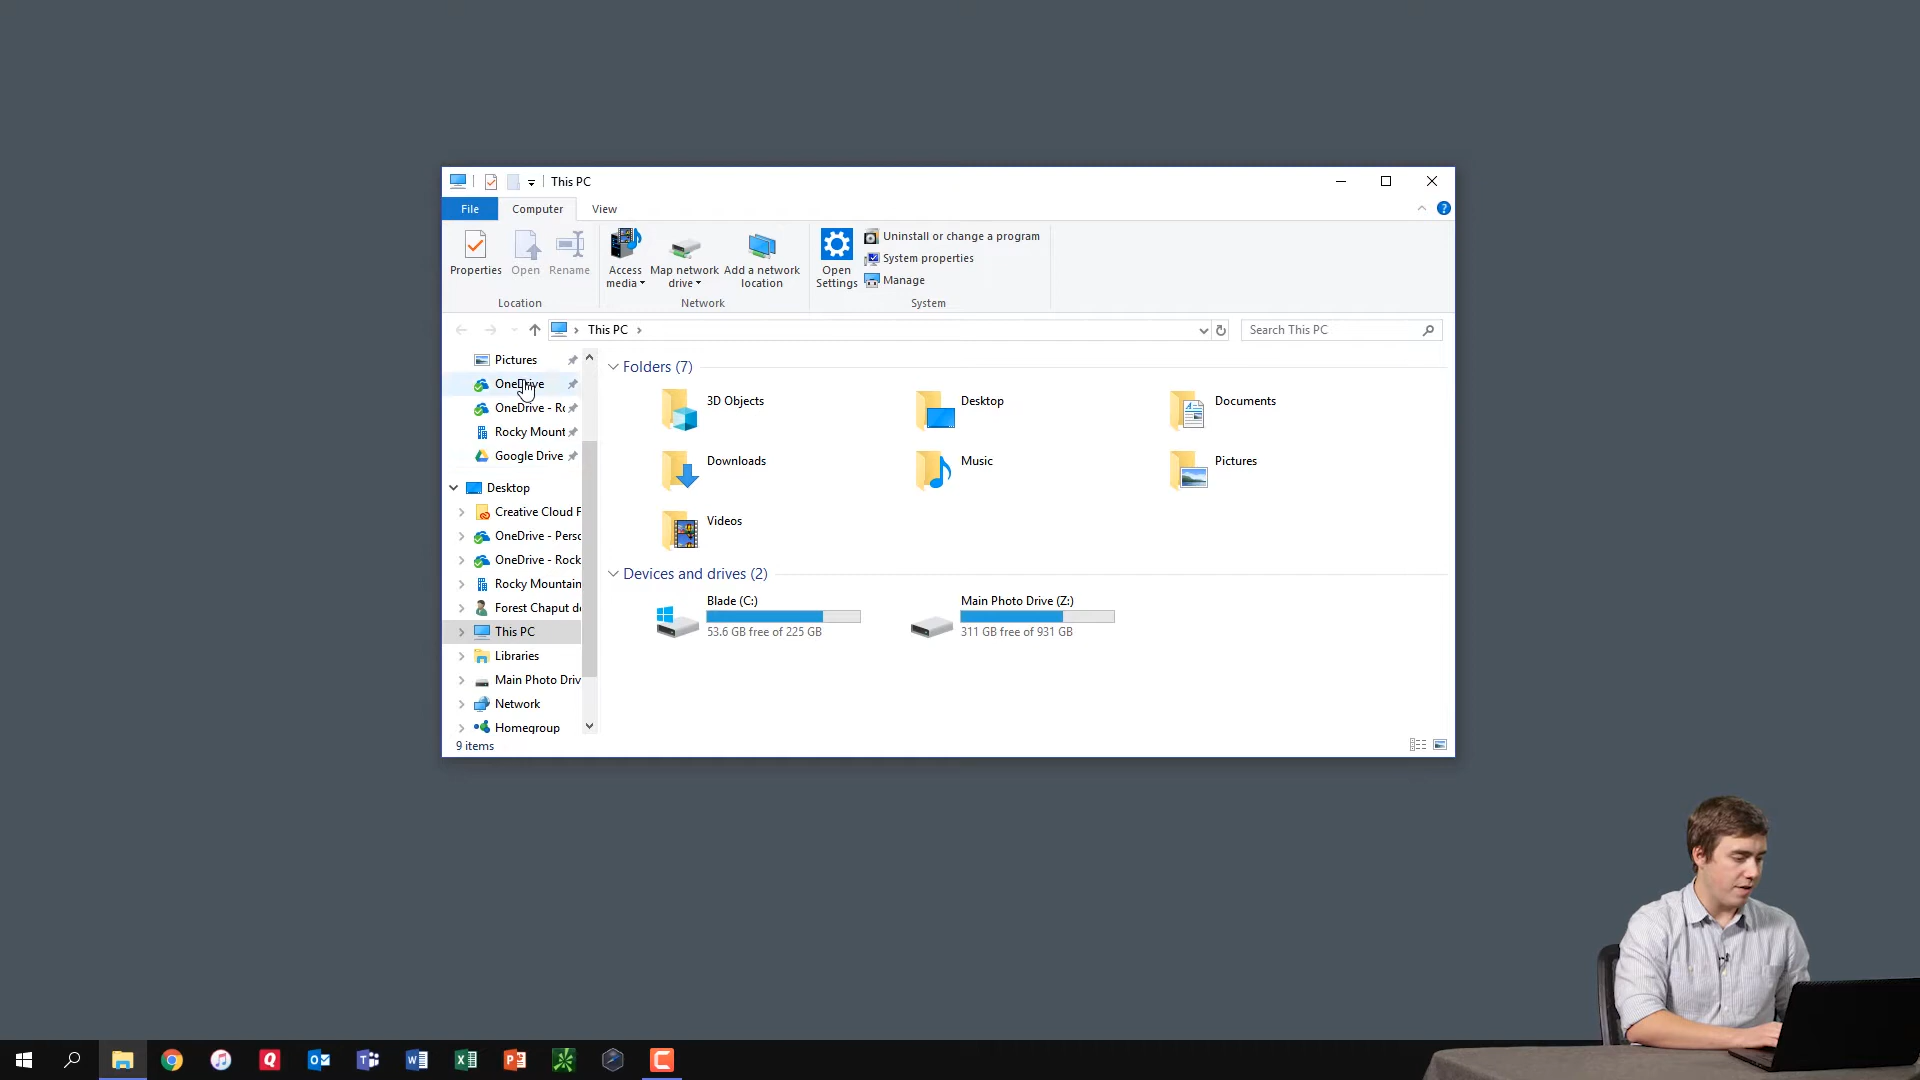 This PC
File
Computer
View
Properties
Open
Rename
Access media
Map network drive
Add a network location
Open Settings
Uninstall or change a program
System properties
Manage
Location
Network
System
This PC
Search This PC
Pictures
OneDrive
OneDrive - Ro
Rocky Mount
Google Drive
Desktop
Creative Cloud F
OneDrive - Perso
OneDrive - Rock
Rocky Mountain
Forest Chaput de
This PC
Libraries
Main Photo Driv
Network
Homegroup
Folders (7)
3D Objects
Desktop
Documents
Downloads
Music
Pictures
Videos
Devices and drives (2)
Blade (C:)
53.6 GB free of 225 GB
Main Photo Drive (Z:)
311 GB free of 931 GB
9 items